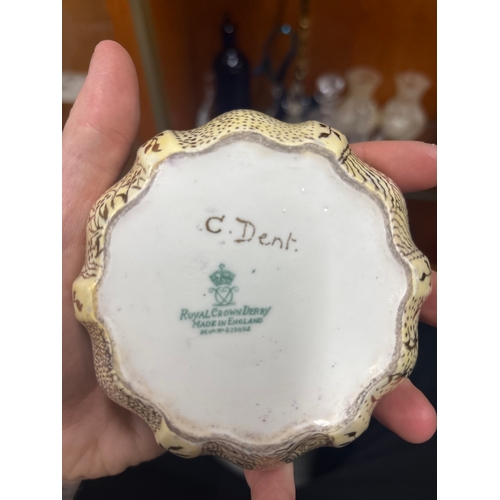 C. Dent.
ROYAL CROWN DERBY
MADE IN ENGLAND